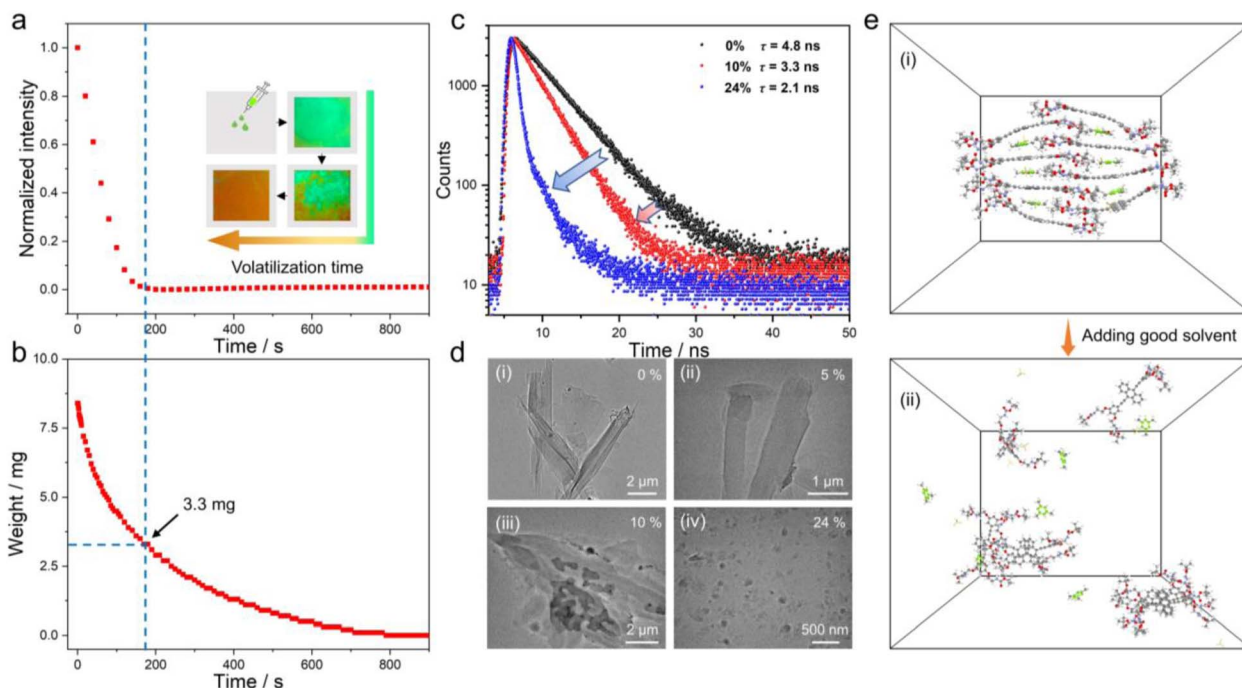 a
Normalized intensity
1.0
0.8
0.6
0.4
0.2
0.0
Volatilization time
0
200
400
600
800
Time / s
b
Weight / mg
10.0
7.5
5.0
2.5
0.0
3.3 mg
0
200
400
600
800
Time / s
c
Counts
1000
100
10
0% τ = 4.8 ns
10% τ = 3.3 ns
24% τ = 2.1 ns
10
20
30
40
50
Time / ns
d
(i)
0 %
2 μm
(ii)
5 %
1 μm
(iii)
10 %
2 μm
(iv)
24 %
500 nm
e
(i)
Adding good solvent
(ii)